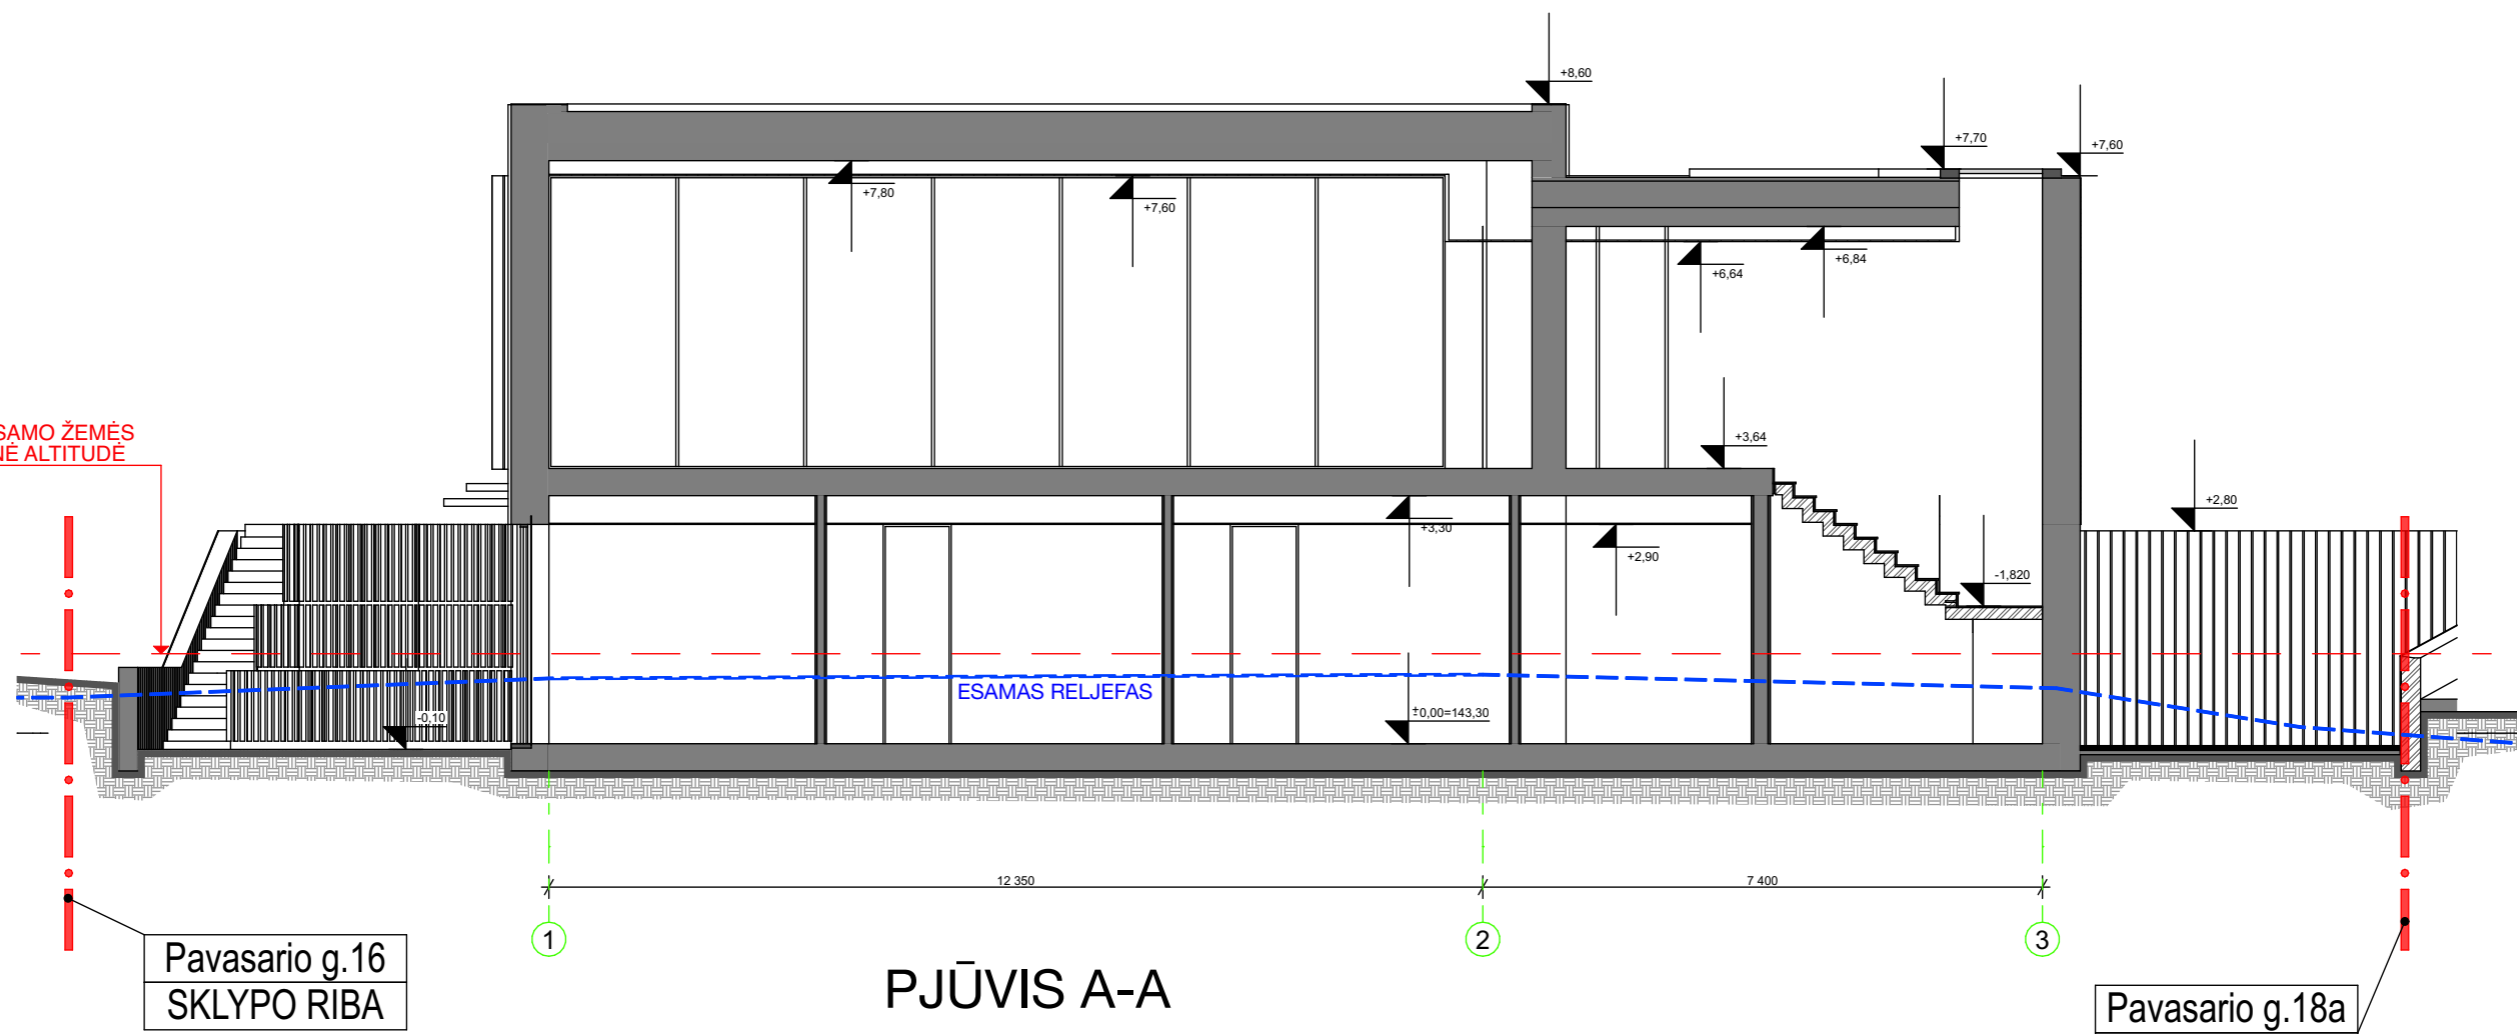 +8,60
+7,70
+7,60
+7,80
+7,60
+6,84
+6,64
SAMO ŽEMĖS
NĖ ALTITUDĖ
+3,64
+2,80
+3,30
+2,90
-1,820
ESAMAS RELJEFAS
-0,10
±0,00=143,30
12 350
7 400
1
2
3
Pavasario g.16
SKLYPO RIBA
PJŪVIS A-A
Pavasario g.18a